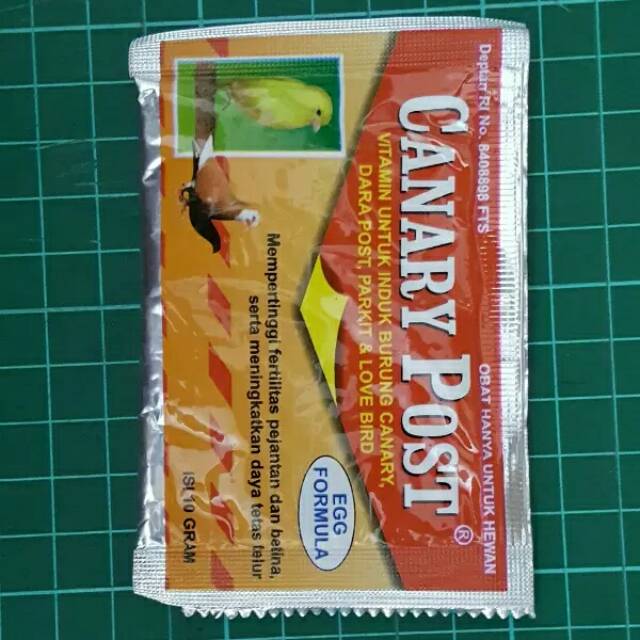 Deptan RI No. 8408898 FTS
OBAT HANYA UNTUK HEWAN
CANARY POST ®
VITAMIN UNTUK INDUK BURUNG CANARY,
DARA POST, PARKIT & LOVE BIRD
EGG
FORMULA
Mempertinggi fertilitas pejantan dan betina,
serta meningkatkan daya tetas telur
ISI 10 GRAM